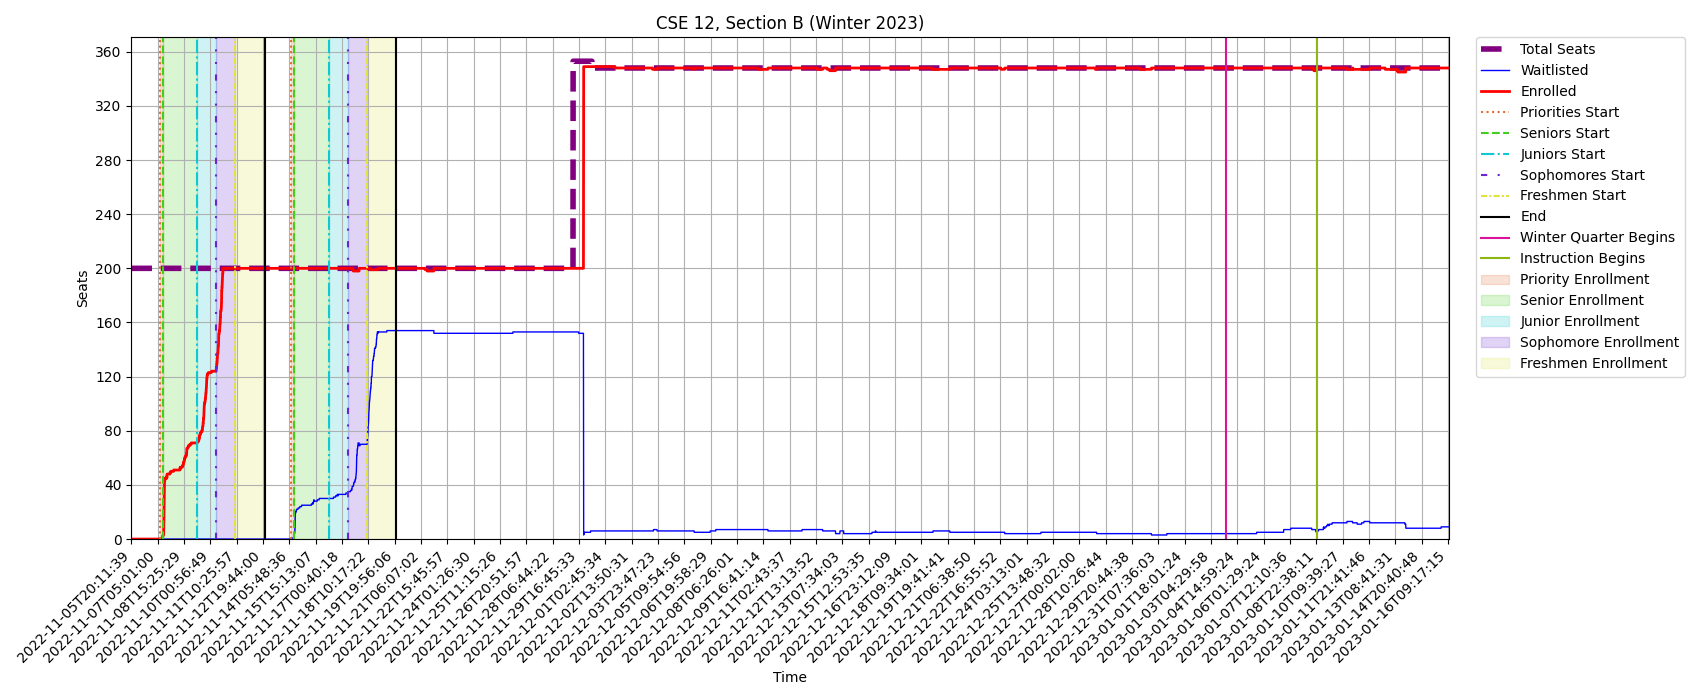 CSE 12, Section B (Winter 2023)
Seats
360
320
280
240
200
160
120
80
40
0
2022-11-05T20:11:39
2022-11-07T05:01:00
2022-11-08T15:25:29
2022-11-10T00:56:49
2022-11-11T10:25:57
2022-11-12T19:44:00
2022-11-14T05:48:36
2022-11-15T15:13:07
2022-11-17T00:40:18
2022-11-18T10:17:22
2022-11-19T19:56:06
2022-11-21T06:07:02
2022-11-22T15:45:57
2022-11-24T01:26:30
2022-11-25T11:15:26
2022-11-26T20:51:57
2022-11-28T06:44:22
2022-11-29T16:45:33
2022-12-01T02:45:34
2022-12-02T13:50:31
2022-12-03T23:47:23
2022-12-05T09:54:56
2022-12-06T19:58:29
2022-12-08T06:26:01
2022-12-09T16:41:14
2022-12-11T02:43:37
2022-12-12T13:13:52
2022-12-13T07:34:03
2022-12-15T12:53:35
2022-12-16T23:12:09
2022-12-18T09:34:01
2022-12-19T19:41:41
2022-12-21T06:38:50
2022-12-22T16:55:52
2022-12-24T03:13:01
2022-12-25T13:48:32
2022-12-27T00:02:00
2022-12-28T10:26:44
2022-12-29T20:44:38
2022-12-31T07:36:03
2023-01-01T18:01:24
2023-01-03T04:29:58
2023-01-04T14:59:24
2023-01-06T01:29:24
2023-01-07T12:10:36
2023-01-08T22:38:11
2023-01-10T09:39:27
2023-01-11T21:41:46
2023-01-13T08:41:31
2023-01-14T20:40:48
2023-01-16T09:17:15
Time
Total Seats
Waitlisted
Enrolled
Priorities Start
Seniors Start
Juniors Start
Sophomores Start
Freshmen Start
End
Winter Quarter Begins
Instruction Begins
Priority Enrollment
Senior Enrollment
Junior Enrollment
Sophomore Enrollment
Freshmen Enrollment